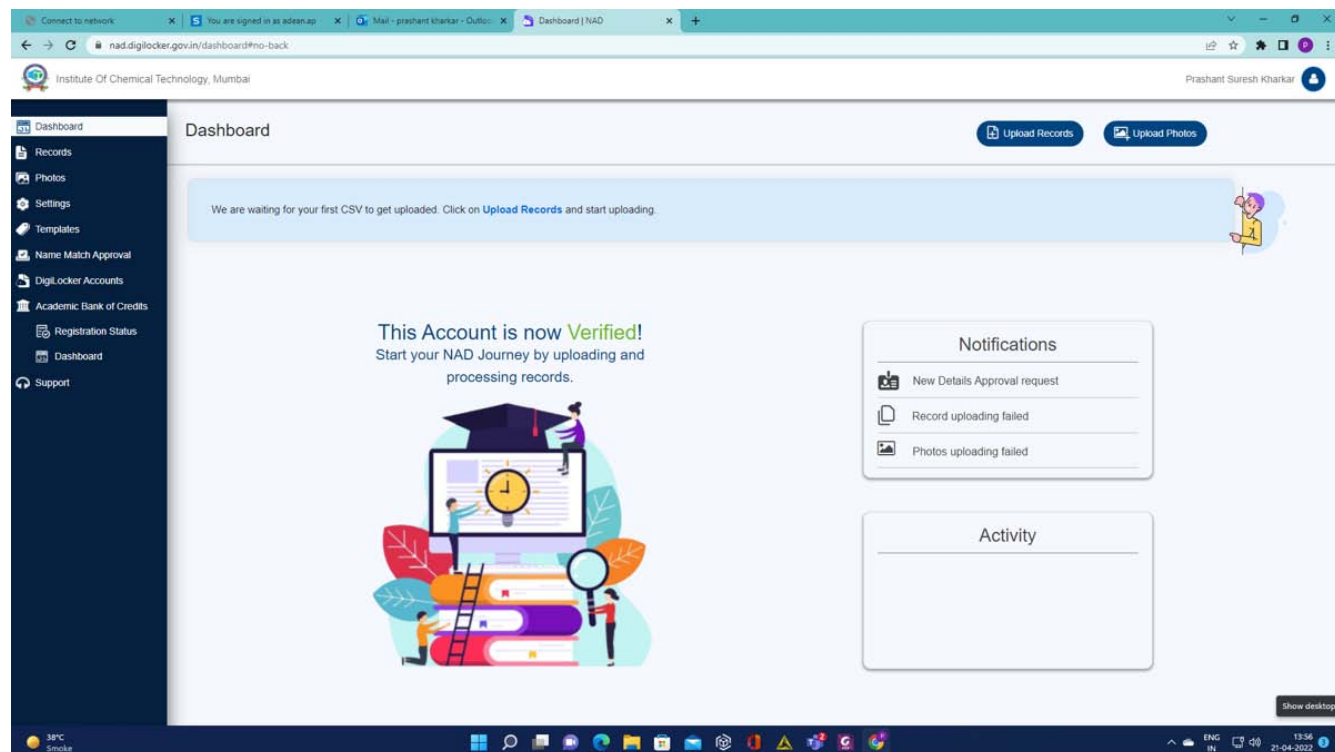 Connect to network
You are signed in as adean.ap
Mail - prashant kharkar - Outloo
Dashboard | NAD
nad.digilocker.gov.in/dashboard#no-back
Institute Of Chemical Technology, Mumbai
Prashant Suresh Kharkar
Dashboard
Records
Photos
Settings
Templates
Name Match Approval
DigiLocker Accounts
Academic Bank of Credits
Registration Status
Dashboard
Support
Dashboard
Upload Records
Upload Photos
We are waiting for your first CSV to get uploaded. Click on Upload Records and start uploading.
This Account is now Verified!
Start your NAD Journey by uploading and
processing records.
Notifications
New Details Approval request
Record uploading failed
Photos uploading failed
Activity
Show desktop
38°C
Smoke
ENG
IN
13:56
21-04-2022